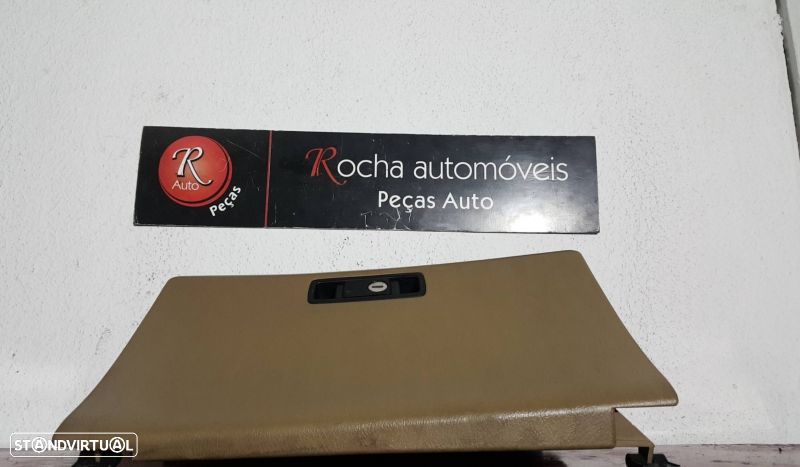 R
Auto
Peças
Rocha automóveis
Peças Auto
STANDVIRTUAL